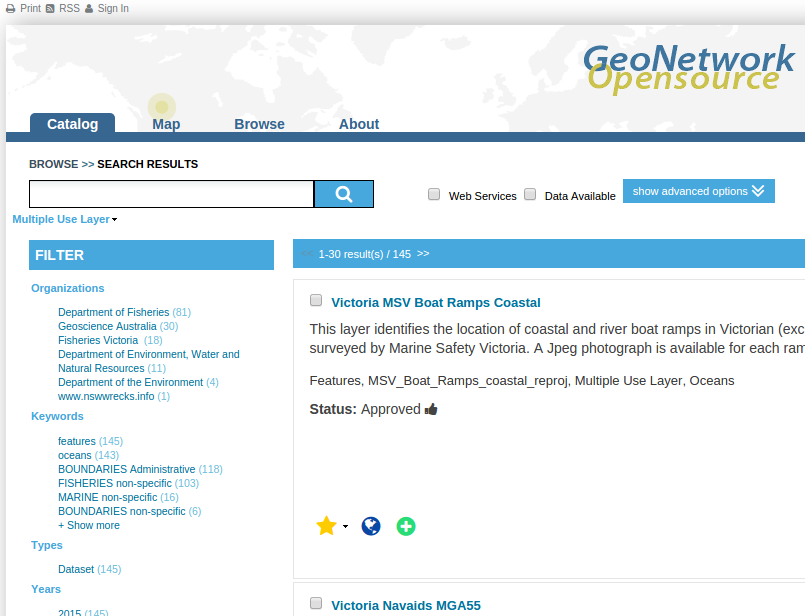 Print RSS Sign In
GeoNetwork
Opensource
Catalog Map Browse About
BROWSE >> SEARCH RESULTS
Web Services Data Available show advanced options
Multiple Use Layer
FILTER
<< 1-30 result(s) / 145 >>
Organizations
Department of Fisheries (81)
Geoscience Australia (30)
Fisheries Victoria (18)
Department of Environment, Water and
Natural Resources (11)
Department of the Environment (4)
www.nswwrecks.info (1)
Keywords
features (145)
oceans (143)
BOUNDARIES Administrative (118)
FISHERIES non-specific (103)
MARINE non-specific (16)
BOUNDARIES non-specific (6)
+ Show more
Types
Dataset (145)
Years
2015 (145)
Victoria MSV Boat Ramps Coastal
This layer identifies the location of coastal and river boat ramps in Victorian (exc
surveyed by Marine Safety Victoria. A Jpeg photograph is available for each ram
Features, MSV_Boat_Ramps_coastal_reproj, Multiple Use Layer, Oceans
Status: Approved
Victoria Navaids MGA55